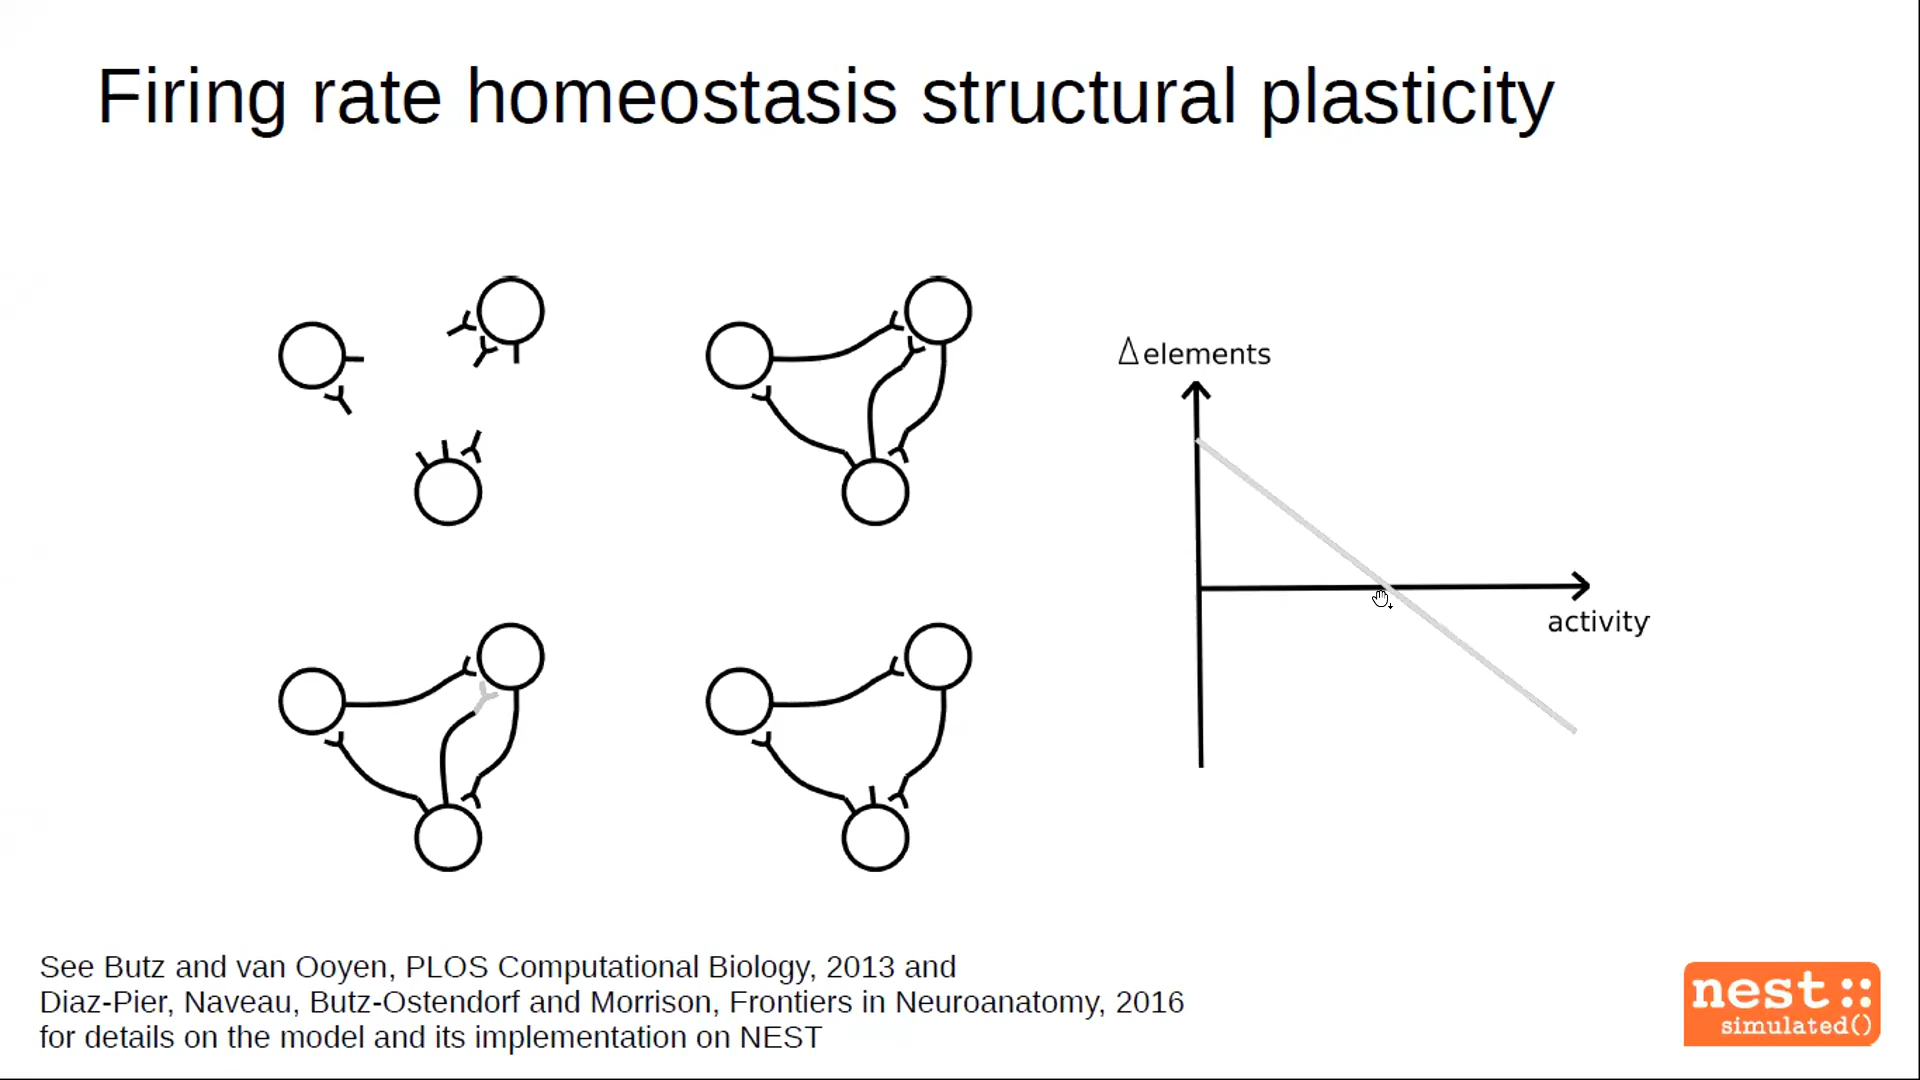 Firing rate homeostasis structural plasticity
Δelements
activity
See Butz and van Ooyen, PLOS Computational Biology, 2013 and
Diaz-Pier, Naveau, Butz-Ostendorf and Morrison, Frontiers in Neuroanatomy, 2016
for details on the model and its implementation on NEST
nest::
simulated()